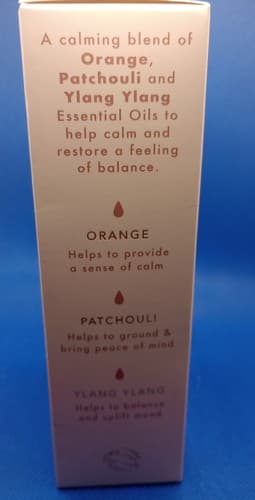 A calming blend of
Orange,
Patchouli and
Ylang Ylang
Essential Oils to
help calm and
restore a feeling
of balance.
ORANGE
Helps to provide
a sense of calm
PATCHOULI
Helps to ground &
bring peace of mind
YLANG YLANG
Helps to balance
and uplift mood